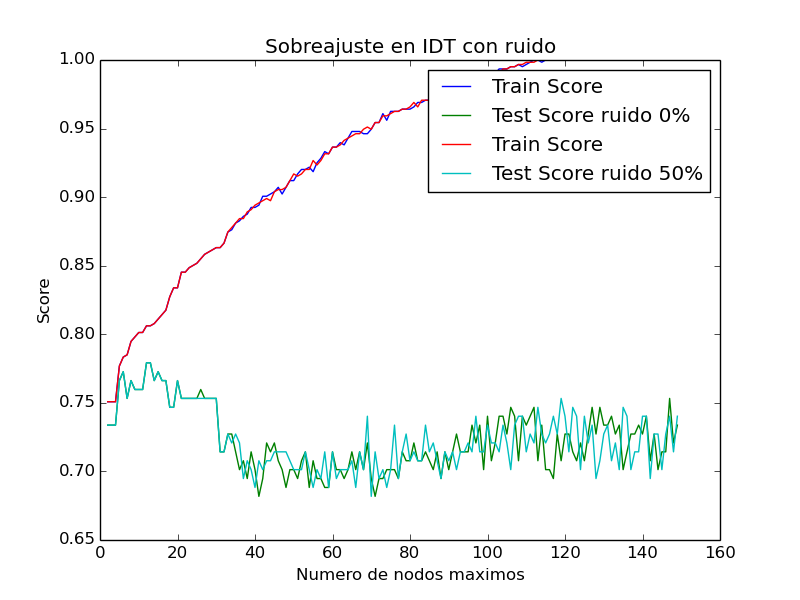 Sobreajuste en IDT con ruido
1.00
0.95
0.90
0.85
0.80
0.75
0.70
0.65
Score
Train Score
Test Score ruido 0%
Train Score
Test Score ruido 50%
0 20 40 60 80 100 120 140 160
Numero de nodos maximos